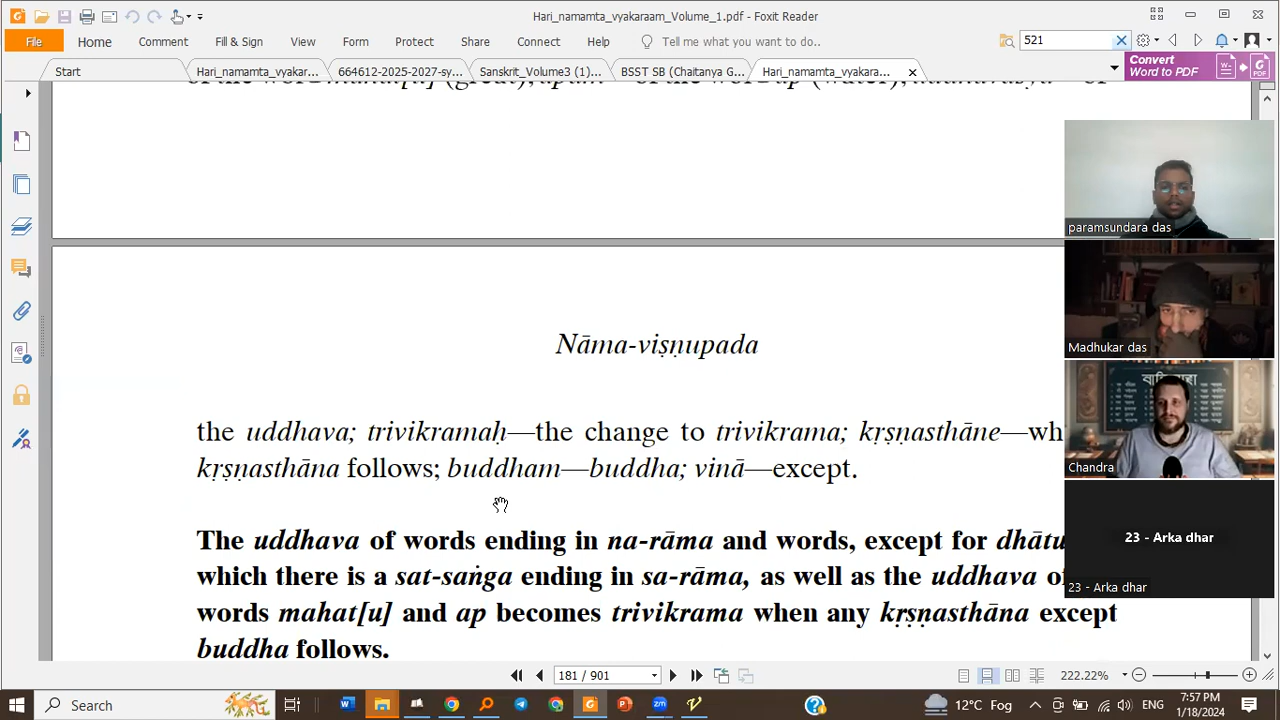 Hari_namamta_vyakaraam_Volume_1.pdf - Foxit Reader
File Home Comment Fill & Sign View Form Protect Share Connect Help Tell me what you want to do.. 521
Start Hari_namamta_vyakar... 664612-2025-2027-sy... Sanskrit_Volume3 (1)... BSST SB (Chaitanya G... Hari_namamta_vyakara... Convert Word to PDF
Nāma-viṣṇupada
the uddhava; trivikramaḥ—the change to trivikrama; kṛṣṇasthāne—wh
kṛṣṇasthāna follows; buddham—buddha; vinā—except.
The uddhava of words ending in na-rāma and words, except for dhātu
which there is a sat-saṅga ending in sa-rāma, as well as the uddhava o
words mahat[u] and ap becomes trivikrama when any kṛṣṇasthāna except
buddha follows.
paramsundara das
Madhukar das
Chandra
23 - Arka dhar
23 - Arka dhar
181 / 901 222.22%
Search 12°C Fog ENG 7:57 PM
1/18/2024